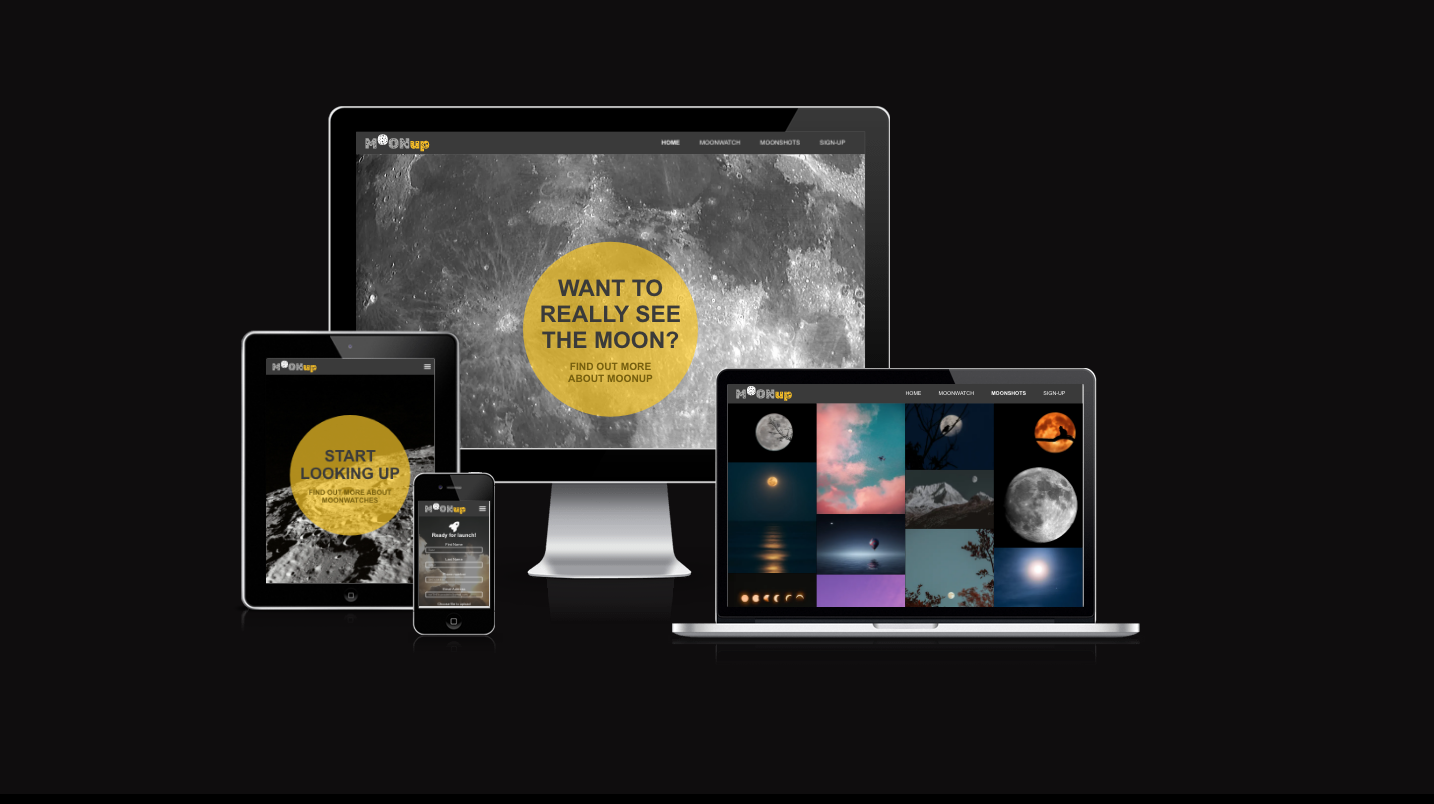 MOONup
HOME MOONWATCH MOONSHOTS SIGN-UP
WANT TO
REALLY SEE
THE MOON?
FIND OUT MORE
ABOUT MOONUP
MOONup
START
LOOKING UP
FIND OUT MORE ABOUT
MOONWATCHES
MOONup
Ready for launch!
First Name
Last Name
MOONup
HOME MOONWATCH MOONSHOTS SIGN-UP